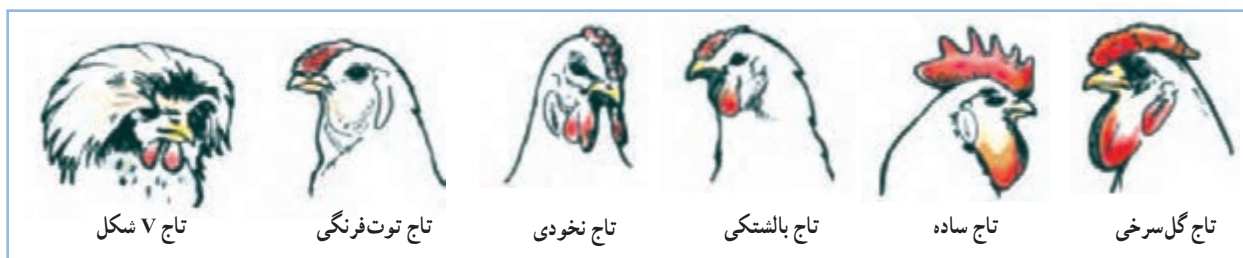 تاج گل‌سرخی
تاج ساده
تاج بالشتکی
تاج نخودی
تاج توت‌فرنگی
تاج V شکل